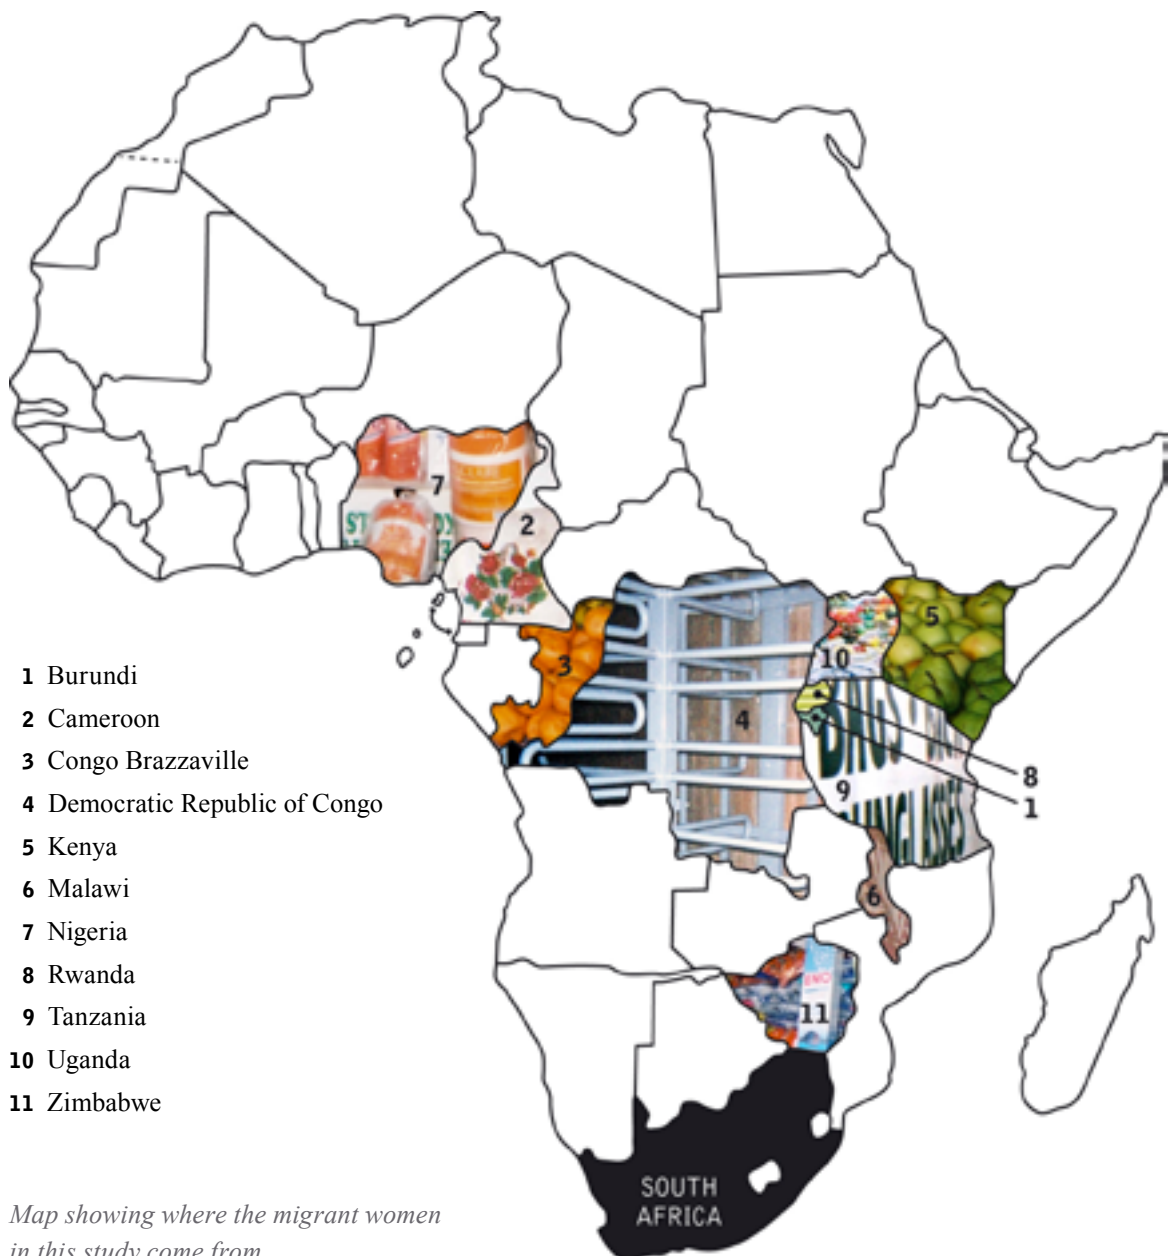 7
2
5
10
3
4
8
9
1
6
11
1 Burundi
2 Cameroon
3 Congo Brazzaville
4 Democratic Republic of Congo
5 Kenya
6 Malawi
7 Nigeria
8 Rwanda
9 Tanzania
10 Uganda
11 Zimbabwe
SOUTH
AFRICA
Map showing where the migrant women
in this study come from